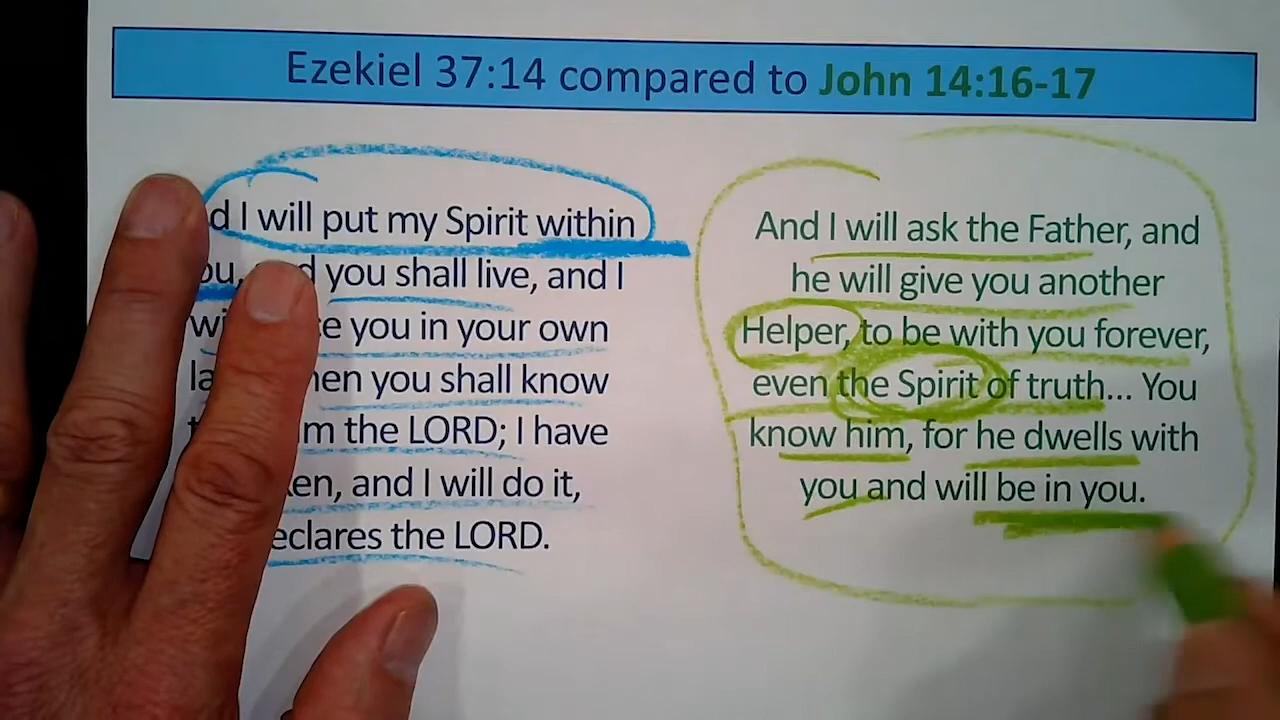 Ezekiel 37:14 compared to John 14:16-17
d I will put my Spirit within
ou, d you shall live, and I
wi e you in your own
la hen you shall know
t m the LORD; I have
ken, and I will do it,
eclares the LORD.
And I will ask the Father, and
he will give you another
Helper, to be with you forever,
even the Spirit of truth... You
know him, for he dwells with
you and will be in you.